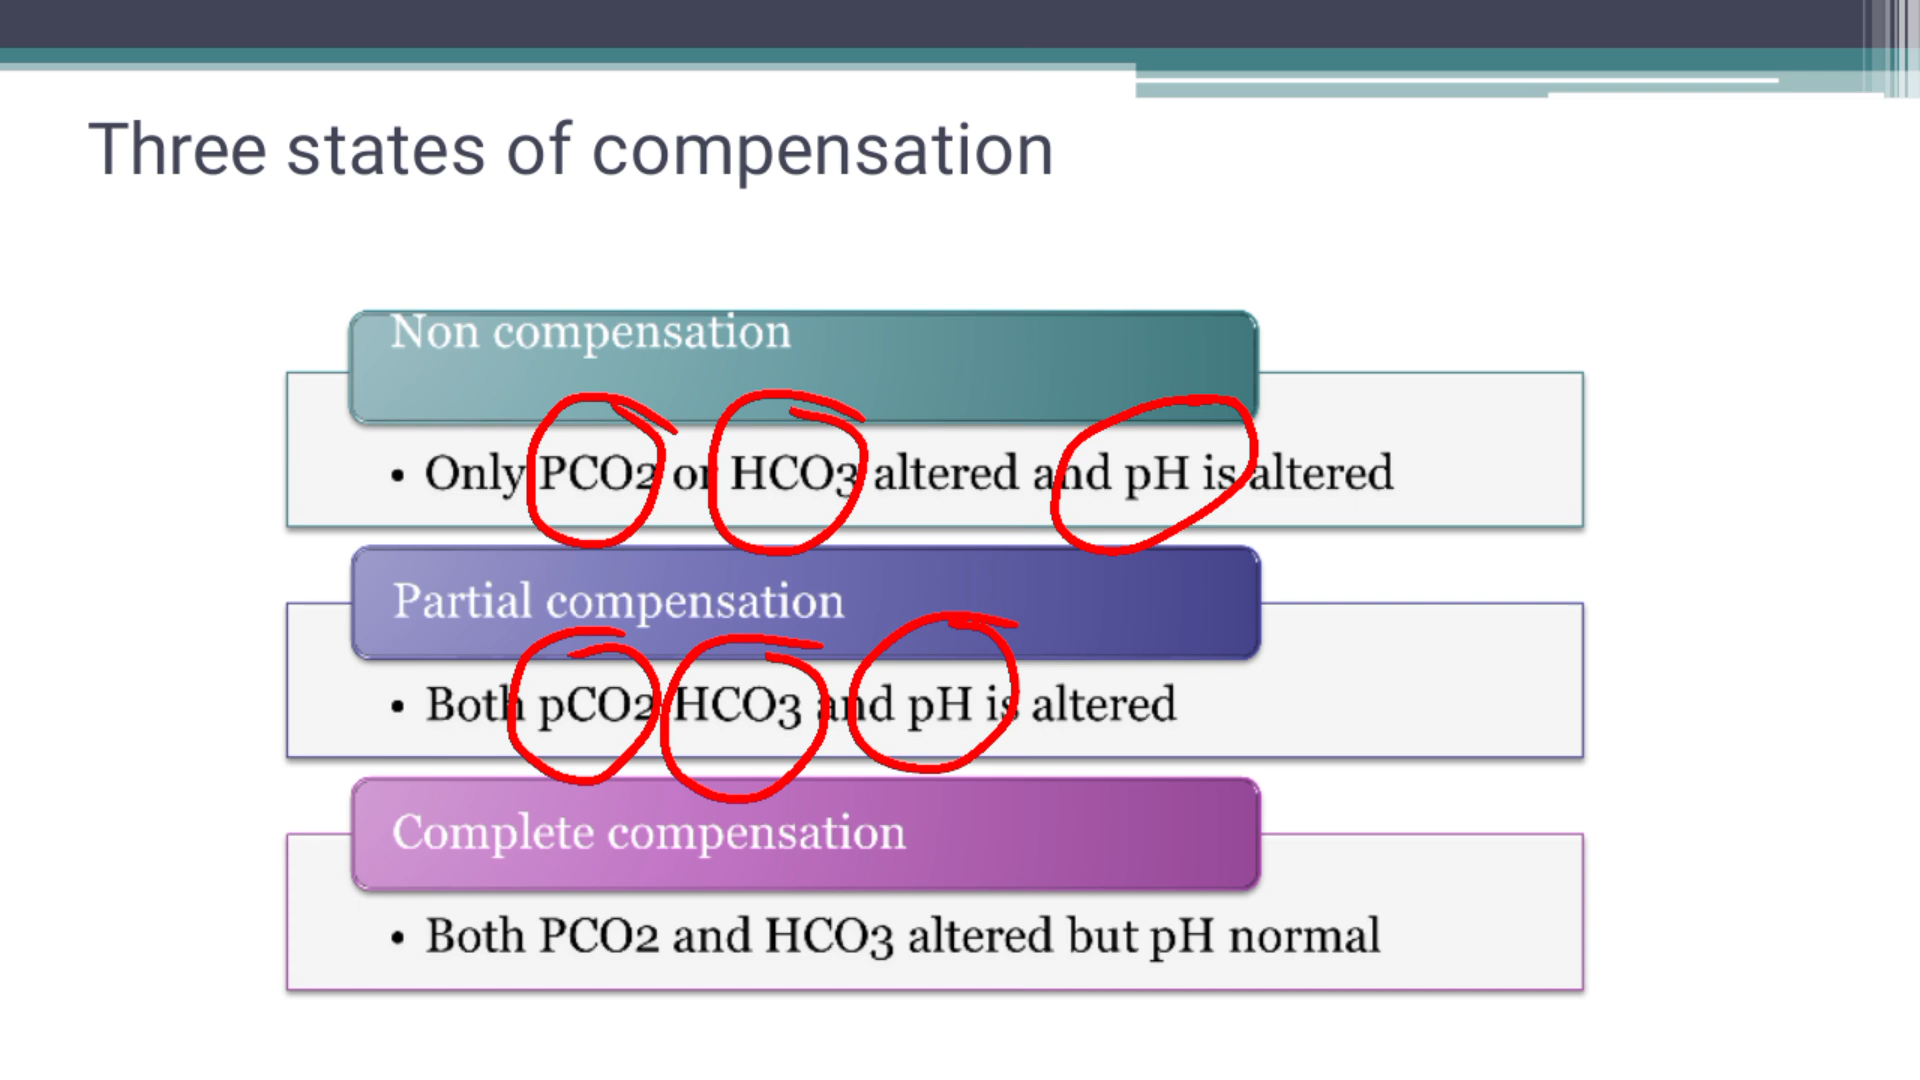 Three states of compensation
Non compensation
• Only PCO2 or HCO3 altered and pH is altered
Partial compensation
• Both pCO2 HCO3 and pH is altered
Complete compensation
• Both PCO2 and HCO3 altered but pH normal